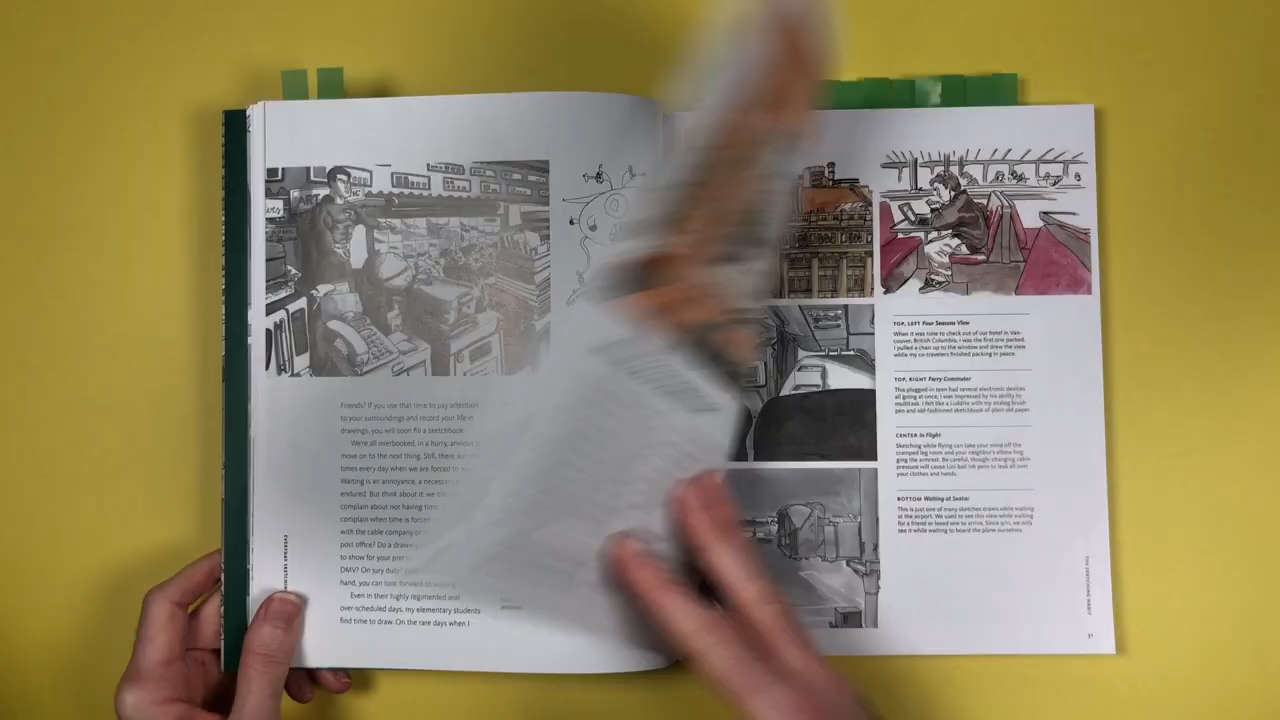 ART
Friends? If you use that time to pay attention
to your surroundings and record your life in
drawings, you will soon fill a sketchbook.
We're all overbooked, in a hurry, anxious
move on to the next thing. Still, there are
times every day when we are forced to
Waiting is an annoyance, a
endured. But think about it: we
complain about not having time
complain when time is forced
with the cable company
post office? Do a
to show for your
DMV? On jury duty?
hand, you can look forward to
Even in their highly regimented and
over-scheduled days, my elementary students
find time to draw. On the rare days when I
EVERYDAY SKETCHING
TOP, LEFT Four Seasons View
When it was time to check out of our hotel in Van-
couver, British Columbia, I was the first one packed.
I pulled a chair up to the window and drew the view
while my co-travelers finished packing in peace.
TOP, RIGHT Ferry Commuter
This plugged-in teen had several electronic devices
all going at once; I was impressed by his ability to
multitask. I felt like a Luddite with my analog brush
pen and old-fashioned sketchbook of plain old paper.
CENTER In Flight
Sketching while flying can take your mind off the
cramped leg room and your neighbor's elbow hog-
ging the armrest. Be careful, though: changing cabin
pressure will cause Uni-ball ink pens to leak all over
your clothes and hands.
BOTTOM Waiting at Seatac
This is just one of many sketches drawn while waiting
at the airport. We used to see this view while waiting
for a friend or loved one to arrive. Since 9/11, we only
see it while waiting to board the plane ourselves.
THE SKETCHING HABIT
31